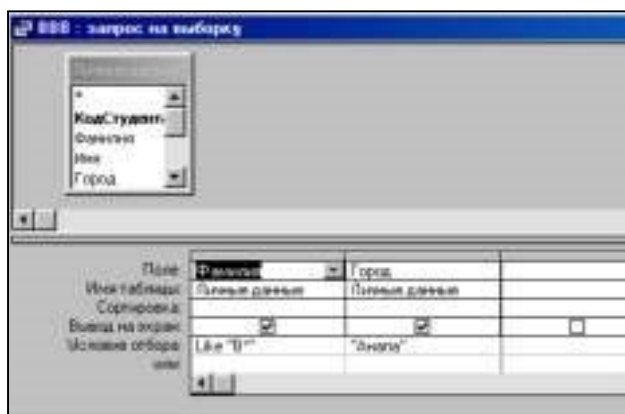 BBB : запрос на выборку
*
КодСтудент
Фамилия
Имя
Город
Поле: Фамилия Город
Имя таблицы: Личные данные Личные данные
Сортировка:
Вывод на экран:
Условие отбора: Like "В*" "Анапа"
или: